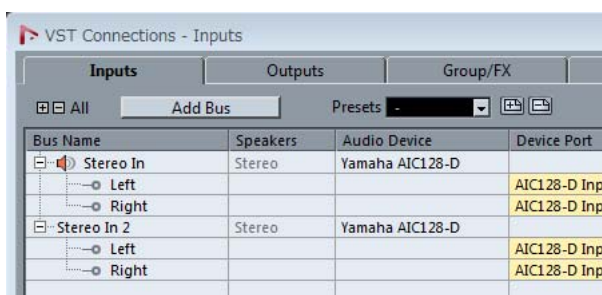 VST Connections - Inputs
Inputs Outputs Group/FX
All Add Bus Presets -
Bus Name Speakers Audio Device Device Port
Stereo In Stereo Yamaha AIC128-D
Left AIC128-D Inp
Right AIC128-D Inp
Stereo In 2 Stereo Yamaha AIC128-D
Left AIC128-D Inp
Right AIC128-D Inp